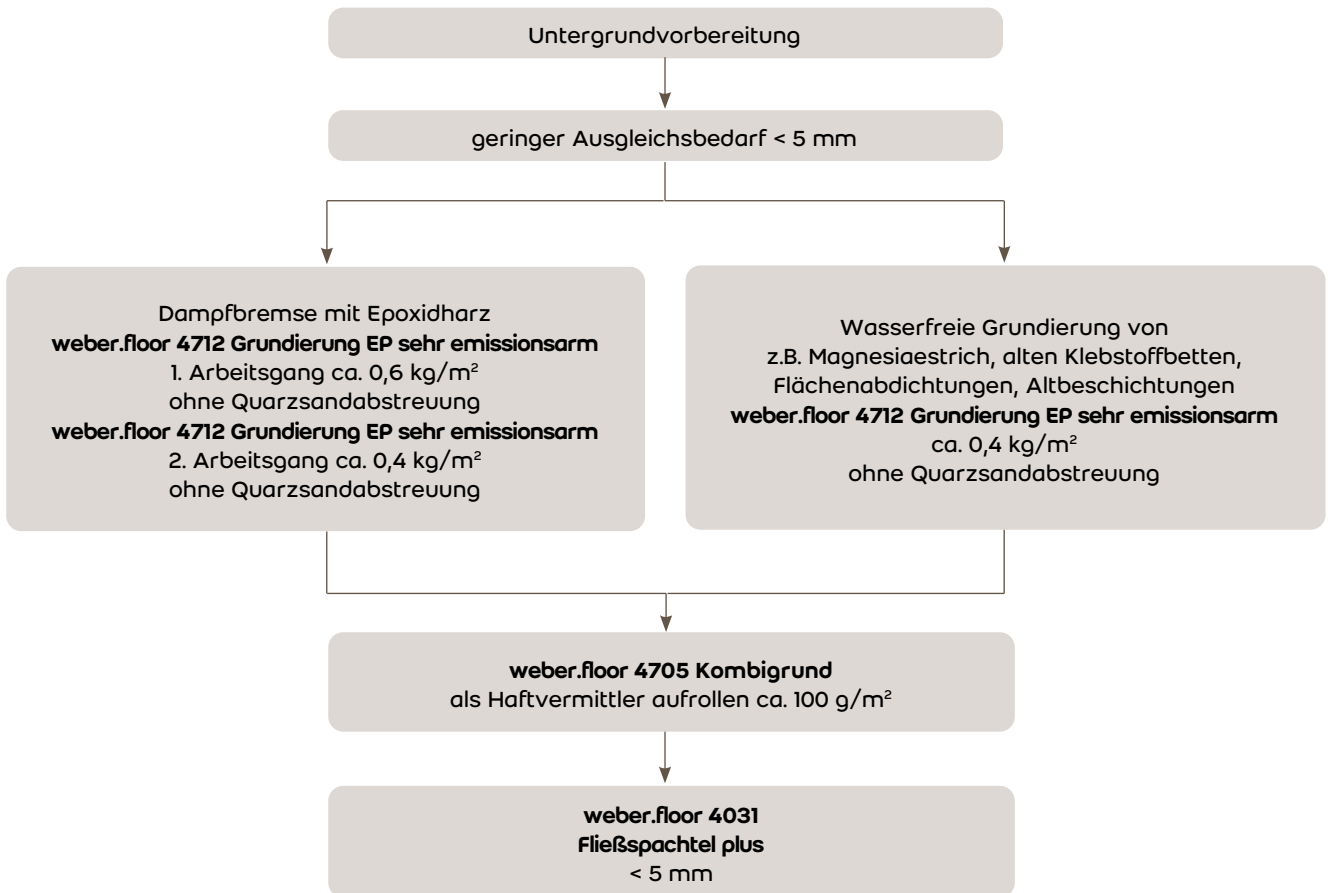 Untergrundvorbereitung
geringer Ausgleichsbedarf < 5 mm
Dampfbremse mit Epoxidharz
weber.floor 4712 Grundierung EP sehr emissionsarm
1. Arbeitsgang ca. 0,6 kg/m²
ohne Quarzsandabstreuung
weber.floor 4712 Grundierung EP sehr emissionsarm
2. Arbeitsgang ca. 0,4 kg/m²
ohne Quarzsandabstreuung
Wasserfreie Grundierung von
z.B. Magnesiaestrich, alten Klebstoffbetten,
Flächenabdichtungen, Altbeschichtungen
weber.floor 4712 Grundierung EP sehr emissionsarm
ca. 0,4 kg/m²
ohne Quarzsandabstreuung
weber.floor 4705 Kombigrund
als Haftvermittler aufrollen ca. 100 g/m²
weber.floor 4031
Fließspachtel plus
< 5 mm